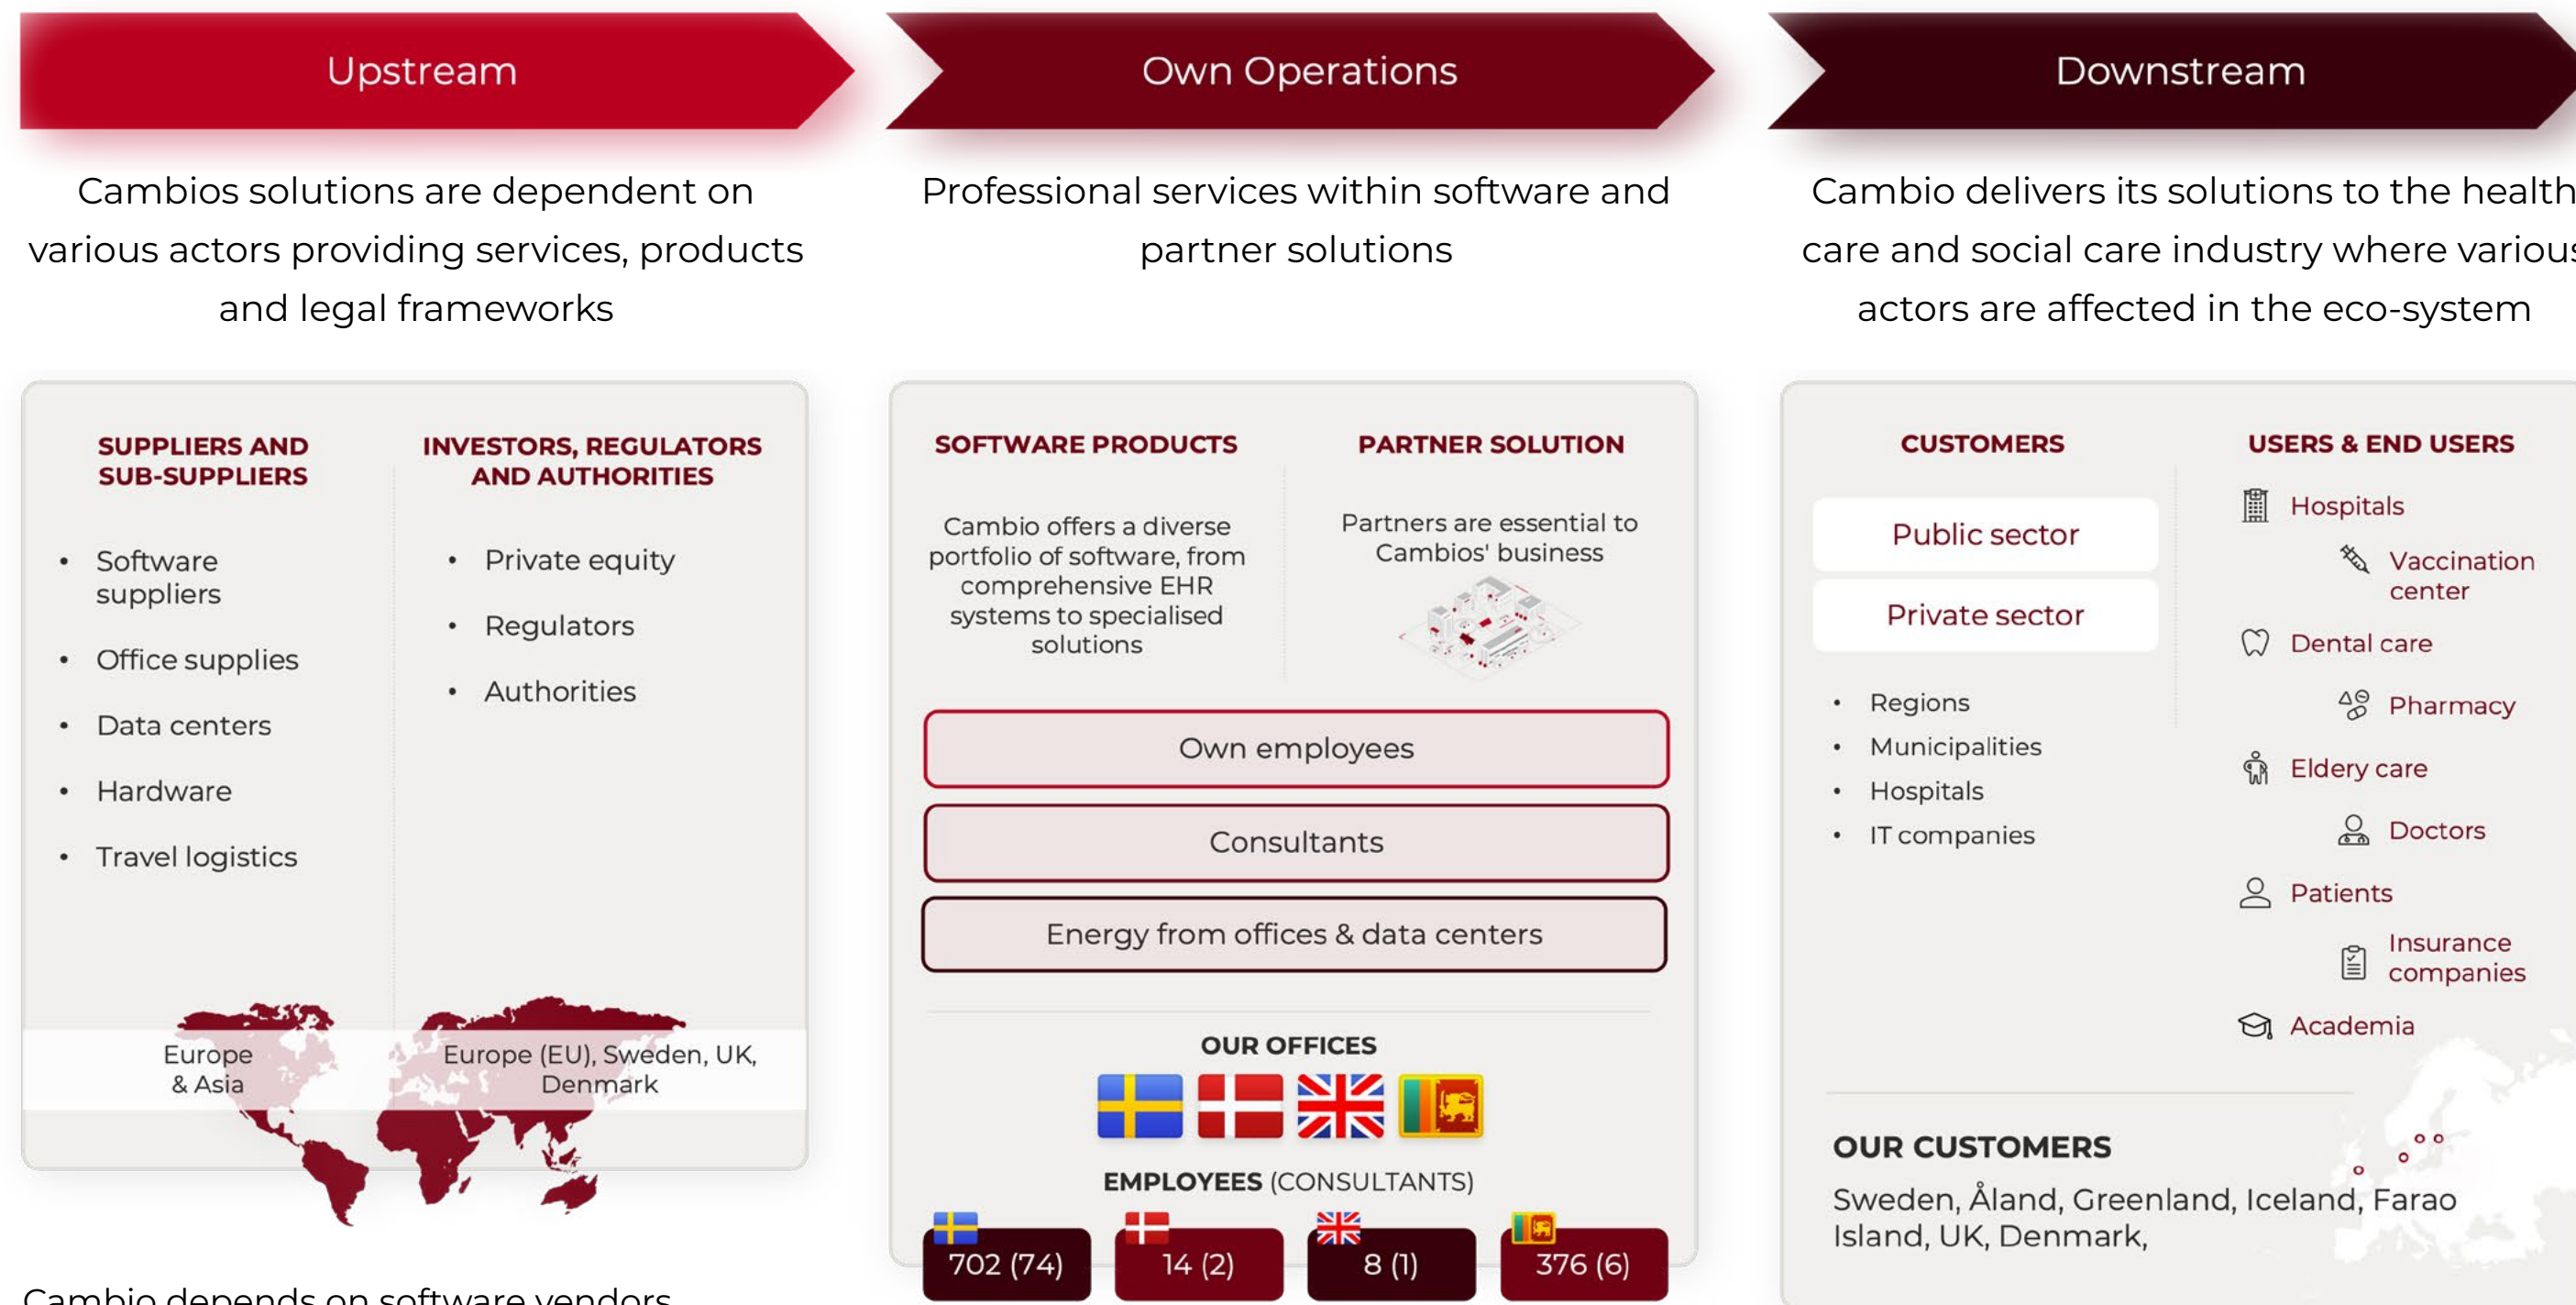 Upstream
Own Operations
Downstream
Cambios solutions are dependent on
various actors providing services, products
and legal frameworks
Professional services within software and
partner solutions
Cambio delivers its solutions to the health
care and social care industry where various
actors are affected in the eco-system
SUPPLIERS AND
SUB-SUPPLIERS
• Software
suppliers
• Office supplies
• Data centers
• Hardware
• Travel logistics
INVESTORS, REGULATORS
AND AUTHORITIES
• Private equity
• Regulators
• Authorities
Europe
& Asia
Europe (EU), Sweden, UK,
Denmark
Cambio depends on software vendors
SOFTWARE PRODUCTS
Cambio offers a diverse
portfolio of software, from
comprehensive EHR
systems to specialised
solutions
PARTNER SOLUTION
Partners are essential to
Cambios' business
Own employees
Consultants
Energy from offices & data centers
OUR OFFICES
EMPLOYEES (CONSULTANTS)
702 (74)
14 (2)
8 (1)
376 (6)
CUSTOMERS
Public sector
Private sector
• Regions
• Municipalities
• Hospitals
• IT companies
USERS & END USERS
Hospitals
Vaccination
center
Dental care
Pharmacy
Eldery care
Doctors
Patients
Insurance
companies
Academia
OUR CUSTOMERS
Sweden, Åland, Greenland, Iceland, Farao
Island, UK, Denmark,